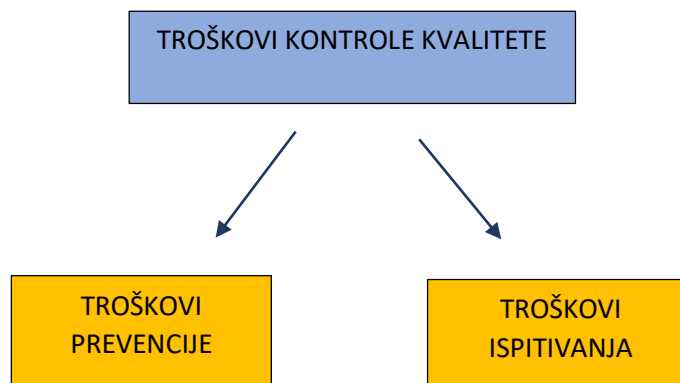 TROŠKOVI KONTROLE KVALITETE
TROŠKOVI
PREVENCIJE
TROŠKOVI
ISPITIVANJA